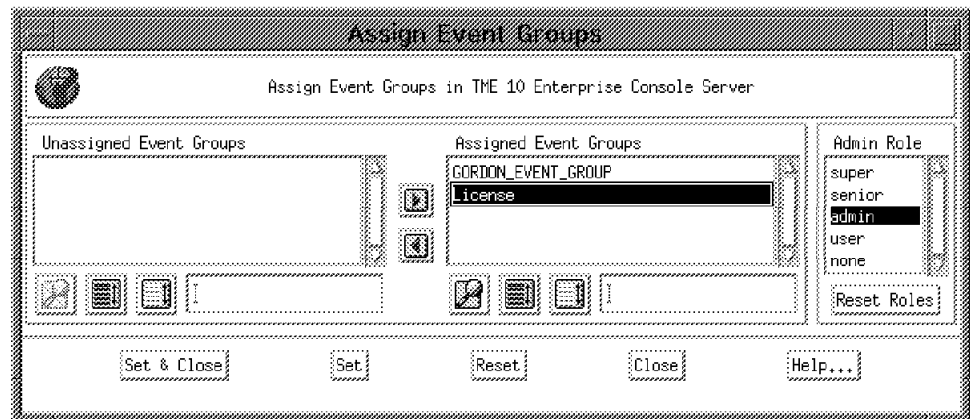 Assign Event Groups
Assign Event Groups in TME 10 Enterprise Console Server
Unassigned Event Groups
Assigned Event Groups
GORDON_EVENT_GROUP
License
Admin Role
super
senior
admin
user
none
Reset Roles
Set & Close
Set
Reset
Close
Help...